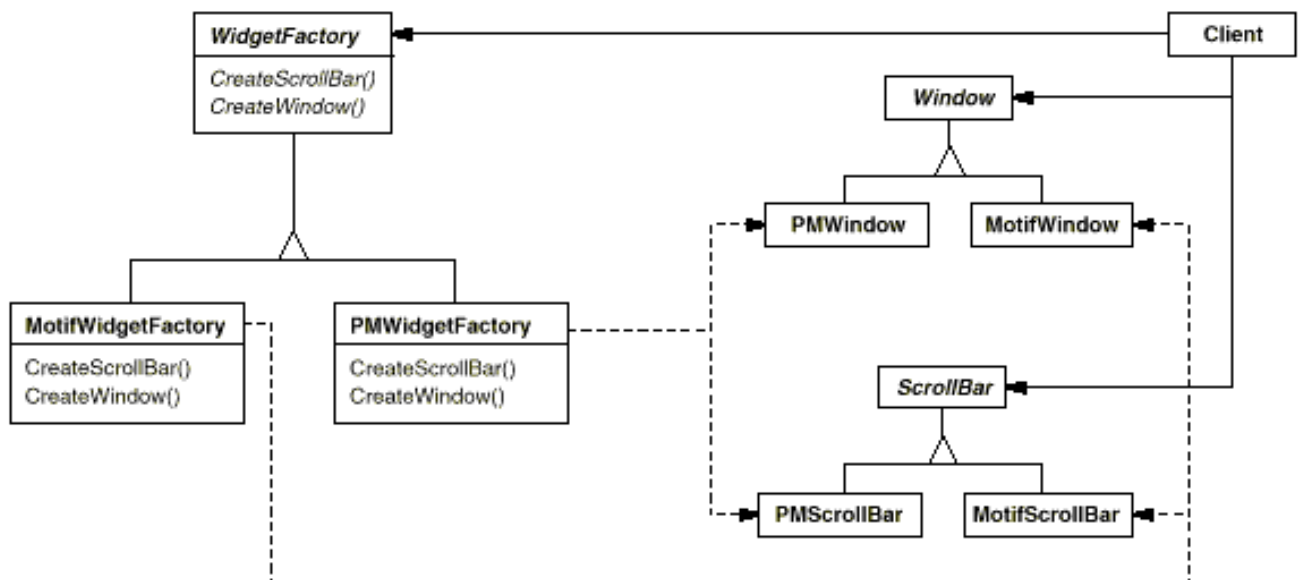 WidgetFactory
CreateScrollBar()
CreateWindow()
Client
Window
PMWindow
MotifWindow
MotifWidgetFactory
CreateScrollBar()
CreateWindow()
PMWidgetFactory
CreateScrollBar()
CreateWindow()
ScrollBar
PMScrollBar
MotifScrollBar